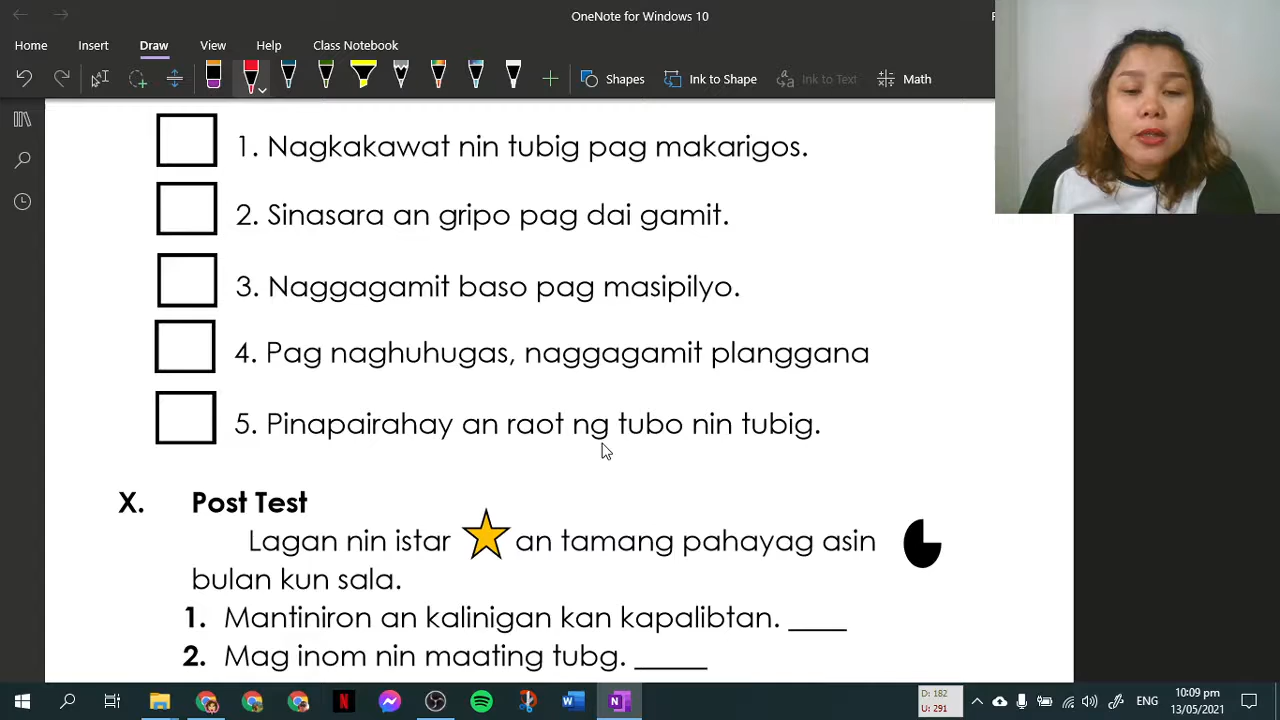 OneNote for Windows 10
Home Insert Draw View Help Class Notebook
Shapes Ink to Shape Ink to Text Math
1. Nagkakawat nin tubig pag makarigos.
2. Sinasara an gripo pag dai gamit.
3. Naggagamit baso pag masipilyo.
4. Pag naghuhugas, naggagamit planggana
5. Pinapairahay an raot ng tubo nin tubig.
X. Post Test
Lagan nin istar an tamang pahayag asin
bulan kun sala.
1. Mantiniron an kalinigan kan kapalibtan. ____
2. Mag inom nin maating tubg. _____
D: 182
U: 291
ENG
10:09 pm
13/05/2021